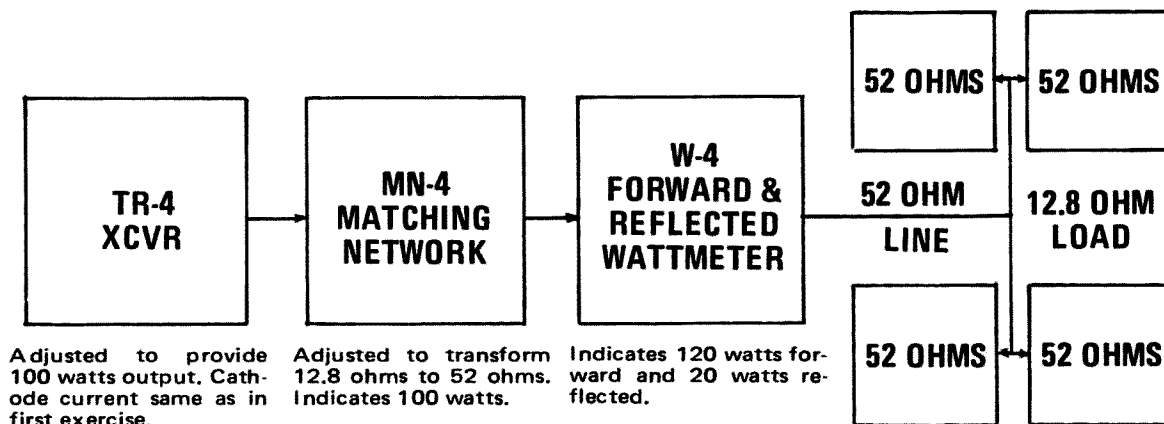 TR-4
XCVR
MN-4
MATCHING
NETWORK
W-4
FORWARD &
REFLECTED
WATTMETER
52 OHMS
52 OHMS
52 OHM
LINE
12.8 OHM
LOAD
52 OHMS
52 OHMS
Adjusted to provide
100 watts output. Cath-
ode current same as in
first exercise.
Adjusted to transform
12.8 ohms to 52 ohms.
Indicates 100 watts.
Indicates 120 watts for-
ward and 20 watts re-
flected.